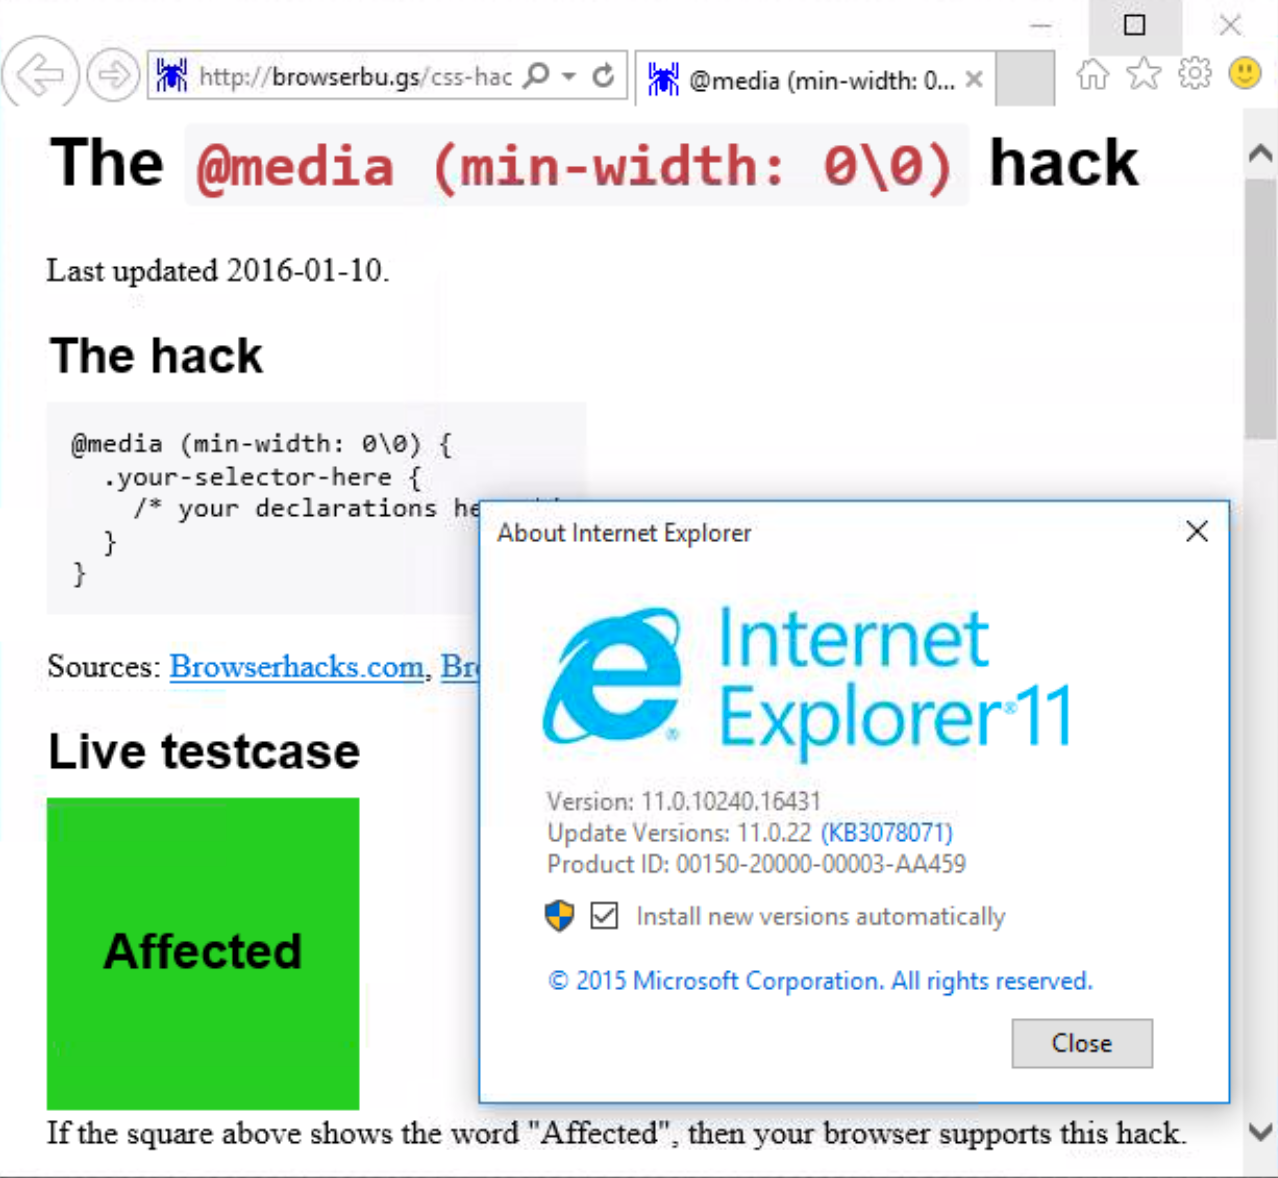 http://browserbu.gs/css-hac
@media (min-width: 0...
The @media (min-width: 0\0) hack
Last updated 2016-01-10.
The hack
@media (min-width: 0\0) {
.your-selector-here {
/* your declarations he
}
}
Sources: Browserhacks.com, Br
Live testcase
Affected
If the square above shows the word "Affected", then your browser supports this hack.
About Internet Explorer
Internet
Explorer®11
Version: 11.0.10240.16431
Update Versions: 11.0.22 (KB3078071)
Product ID: 00150-20000-00003-AA459
Install new versions automatically
© 2015 Microsoft Corporation. All rights reserved.
Close